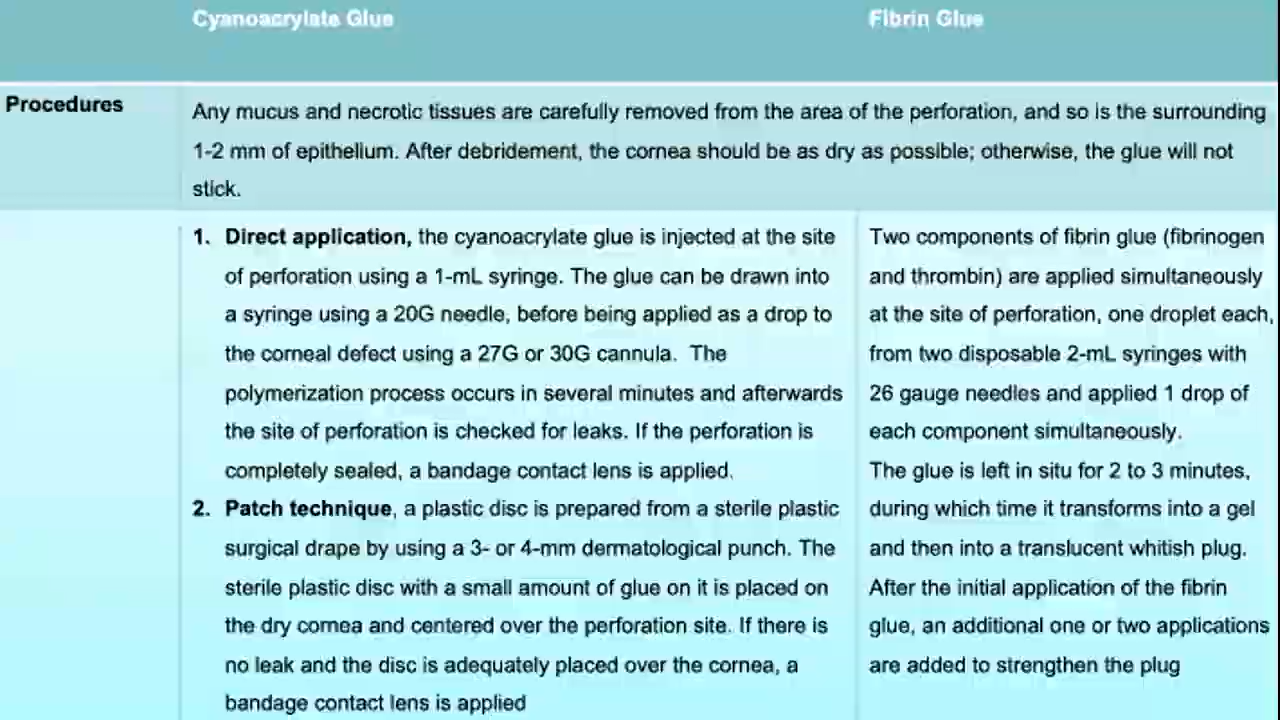 Cyanoacrylate Glue
Fibrin Glue
Procedures
Any mucus and necrotic tissues are carefully removed from the area of the perforation, and so is the surrounding
1-2 mm of epithelium. After debridement, the cornea should be as dry as possible; otherwise, the glue will not
stick.
1. Direct application, the cyanoacrylate glue is injected at the site
of perforation using a 1-mL syringe. The glue can be drawn into
a syringe using a 20G needle, before being applied as a drop to
the corneal defect using a 27G or 30G cannula. The
polymerization process occurs in several minutes and afterwards
the site of perforation is checked for leaks. If the perforation is
completely sealed, a bandage contact lens is applied.
2. Patch technique, a plastic disc is prepared from a sterile plastic
surgical drape by using a 3- or 4-mm dermatological punch. The
sterile plastic disc with a small amount of glue on it is placed on
the dry cornea and centered over the perforation site. If there is
no leak and the disc is adequately placed over the cornea, a
bandage contact lens is applied
Two components of fibrin glue (fibrinogen
and thrombin) are applied simultaneously
at the site of perforation, one droplet each,
from two disposable 2-mL syringes with
26 gauge needles and applied 1 drop of
each component simultaneously.
The glue is left in situ for 2 to 3 minutes,
during which time it transforms into a gel
and then into a translucent whitish plug.
After the initial application of the fibrin
glue, an additional one or two applications
are added to strengthen the plug